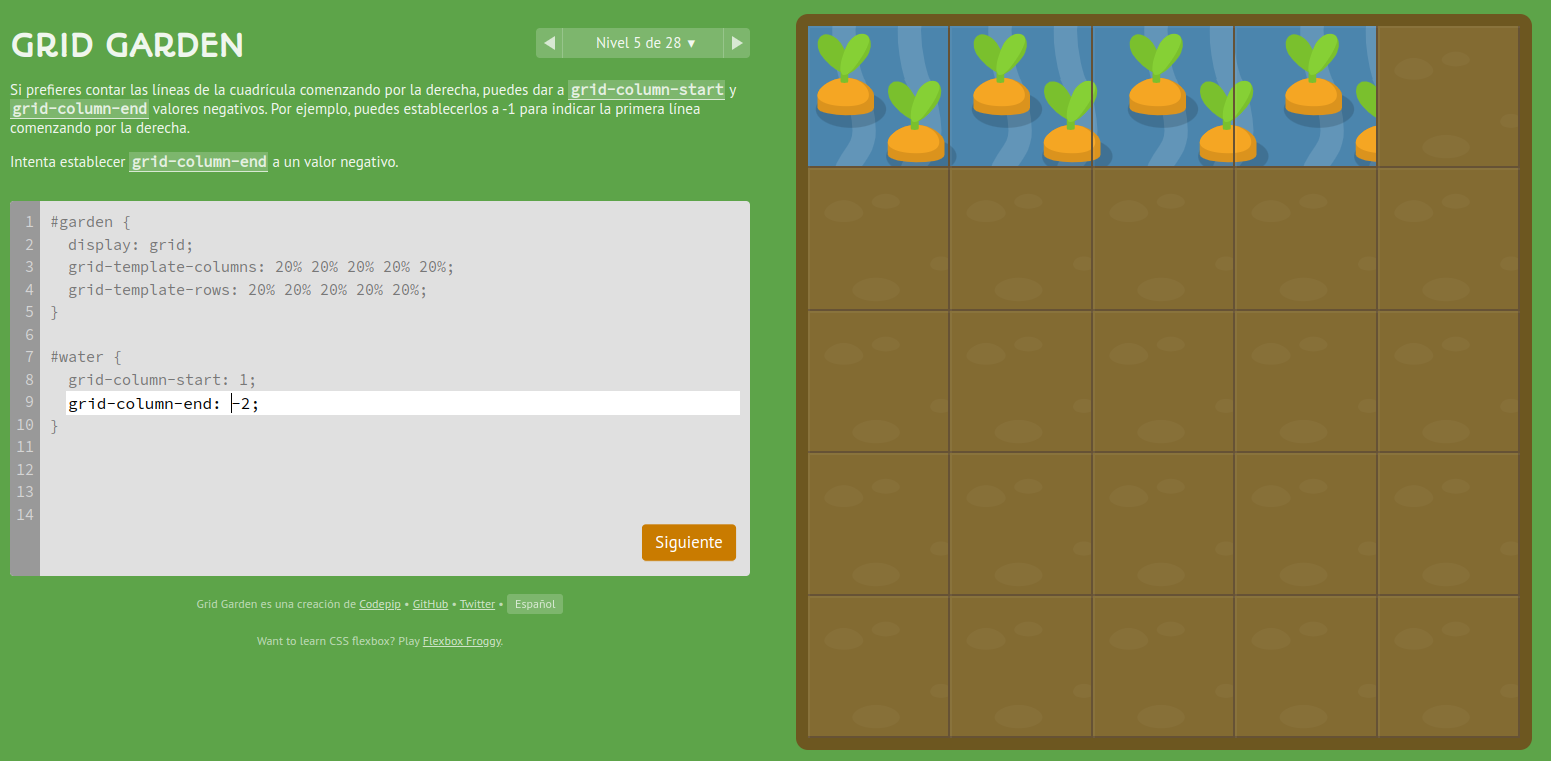 GRID GARDEN
◀ Nivel 5 de 28 ▾ ▶
Si prefieres contar las líneas de la cuadrícula comenzando por la derecha, puedes dar a grid-column-start y
grid-column-end valores negativos. Por ejemplo, puedes establecerlos a -1 para indicar la primera línea
comenzando por la derecha.
Intenta establecer grid-column-end a un valor negativo.
1 #garden {
2 display: grid;
3 grid-template-columns: 20% 20% 20% 20% 20%;
4 grid-template-rows: 20% 20% 20% 20% 20%;
5 }
6
7 #water {
8 grid-column-start: 1;
9 grid-column-end: -2;
10 }
11
12
13
14
Siguiente
Grid Garden es una creación de Codepip • GitHub • Twitter • Español
Want to learn CSS flexbox? Play Flexbox Froggy.